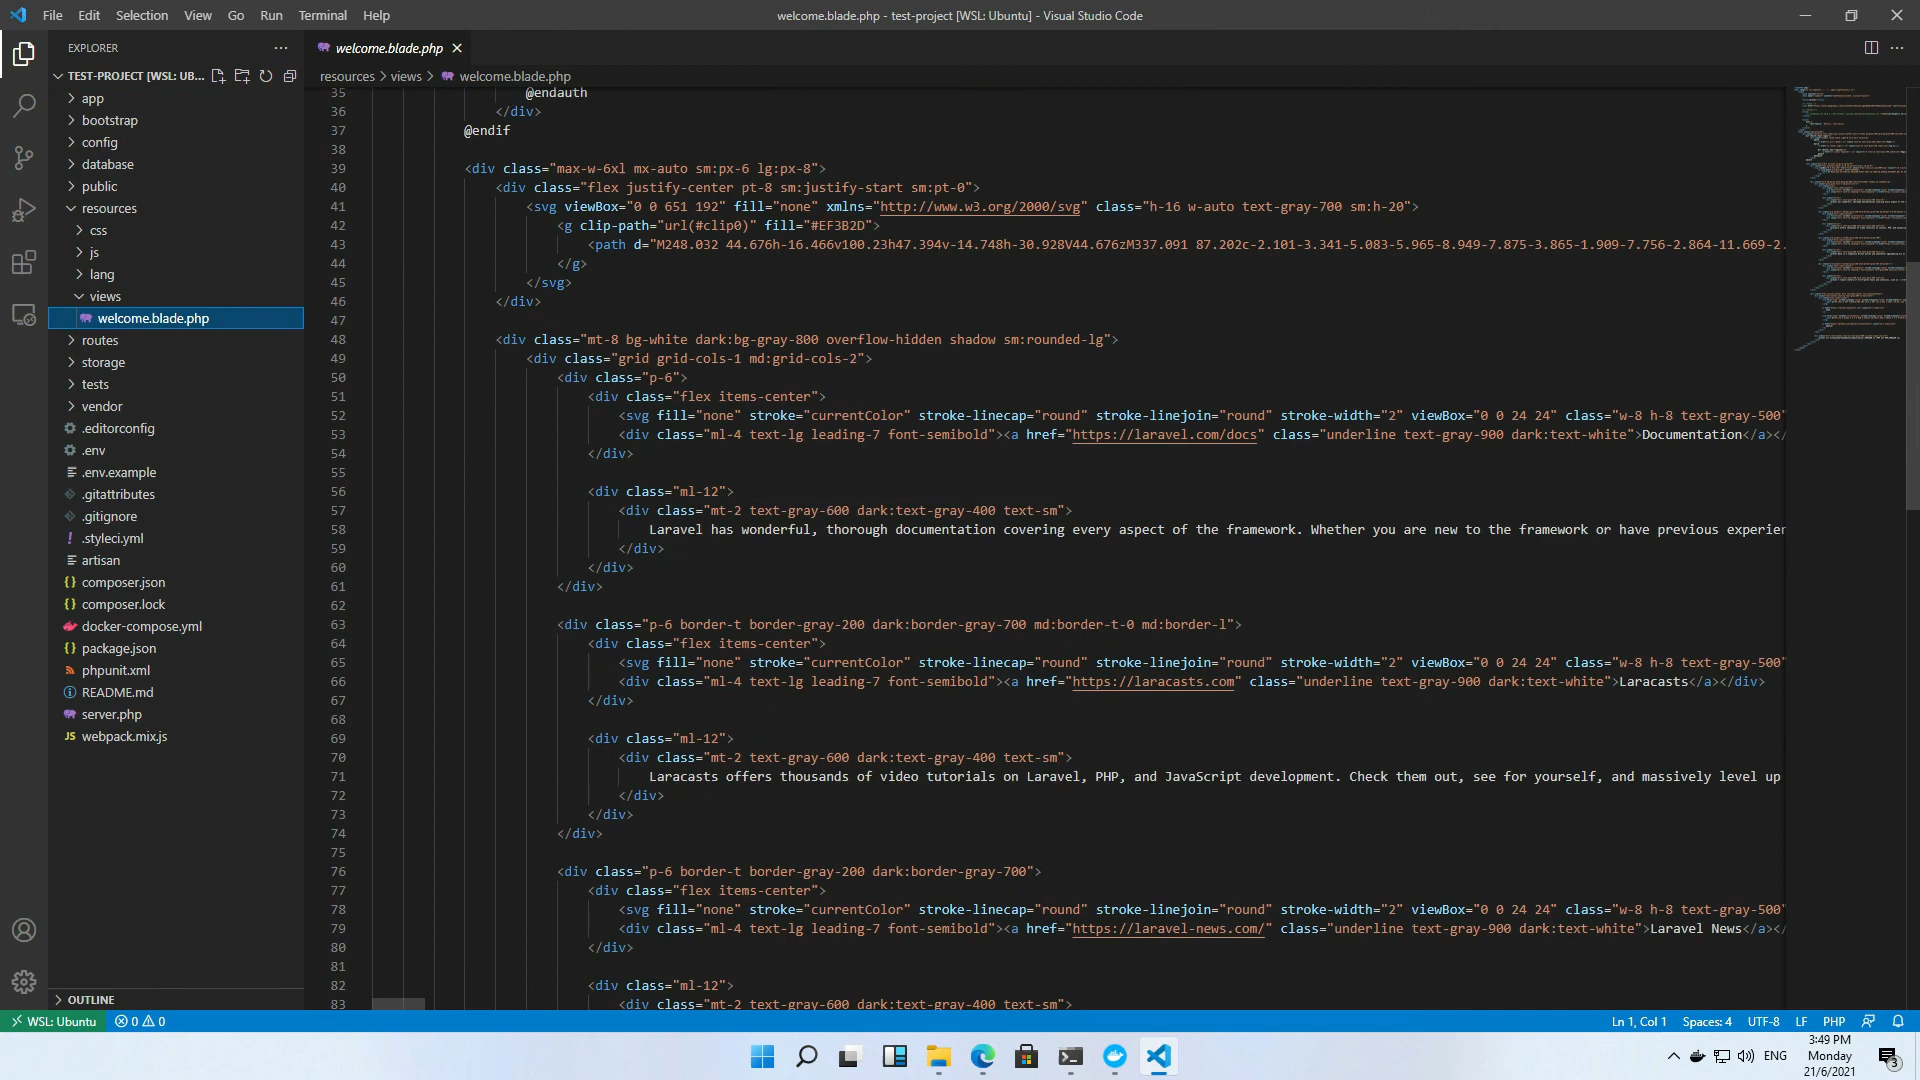 File Edit Selection View Go Run Terminal Help
welcome.blade.php - test-project [WSL: Ubuntu] - Visual Studio Code
EXPLORER
TEST-PROJECT [WSL: UB...
app
bootstrap
config
database
public
resources
css
js
lang
views
welcome.blade.php
routes
storage
tests
vendor
.editorconfig
.env
.env.example
.gitattributes
.gitignore
.styleci.yml
artisan
composer.json
composer.lock
docker-compose.yml
package.json
phpunit.xml
README.md
server.php
webpack.mix.js
OUTLINE
welcome.blade.php
resources > views > welcome.blade.php
35 @endauth
36 </div>
37 @endif
38
39 <div class="max-w-6xl mx-auto sm:px-6 lg:px-8">
40 <div class="flex justify-center pt-8 sm:justify-start sm:pt-0">
41 <svg viewBox="0 0 651 192" fill="none" xmlns="http://www.w3.org/2000/svg" class="h-16 w-auto text-gray-700 sm:h-20">
42 <g clip-path="url(#clip0)" fill="#EF3B2D">
43 <path d="M248.032 44.676h-16.466v100.23h47.394v-14.748h-30.928V44.676zM337.091 87.202c-2.101-3.341-5.083-5.965-8.949-7.875-3.865-1.909-7.756-2.864-11.669-2.
44 </g>
45 </svg>
46 </div>
47
48 <div class="mt-8 bg-white dark:bg-gray-800 overflow-hidden shadow sm:rounded-lg">
49 <div class="grid grid-cols-1 md:grid-cols-2">
50 <div class="p-6">
51 <div class="flex items-center">
52 <svg fill="none" stroke="currentColor" stroke-linecap="round" stroke-linejoin="round" stroke-width="2" viewBox="0 0 24 24" class="w-8 h-8 text-gray-500"
53 <div class="ml-4 text-lg leading-7 font-semibold"><a href="https://laravel.com/docs" class="underline text-gray-900 dark:text-white">Documentation</a></
54 </div>
55
56 <div class="ml-12">
57 <div class="mt-2 text-gray-600 dark:text-gray-400 text-sm">
58 Laravel has wonderful, thorough documentation covering every aspect of the framework. Whether you are new to the framework or have previous experien
59 </div>
60 </div>
61 </div>
62
63 <div class="p-6 border-t border-gray-200 dark:border-gray-700 md:border-t-0 md:border-l">
64 <div class="flex items-center">
65 <svg fill="none" stroke="currentColor" stroke-linecap="round" stroke-linejoin="round" stroke-width="2" viewBox="0 0 24 24" class="w-8 h-8 text-gray-500"
66 <div class="ml-4 text-lg leading-7 font-semibold"><a href="https://laracasts.com" class="underline text-gray-900 dark:text-white">Laracasts</a></div>
67 </div>
68
69 <div class="ml-12">
70 <div class="mt-2 text-gray-600 dark:text-gray-400 text-sm">
71 Laracasts offers thousands of video tutorials on Laravel, PHP, and JavaScript development. Check them out, see for yourself, and massively level up
72 </div>
73 </div>
74 </div>
75
76 <div class="p-6 border-t border-gray-200 dark:border-gray-700">
77 <div class="flex items-center">
78 <svg fill="none" stroke="currentColor" stroke-linecap="round" stroke-linejoin="round" stroke-width="2" viewBox="0 0 24 24" class="w-8 h-8 text-gray-500"
79 <div class="ml-4 text-lg leading-7 font-semibold"><a href="https://laravel-news.com/" class="underline text-gray-900 dark:text-white">Laravel News</a></
80 </div>
81
82 <div class="ml-12">
83 <div class="mt-2 text-gray-600 dark:text-gray-400 text-sm">
WSL: Ubuntu 0 0 Ln 1, Col 1 Spaces: 4 UTF-8 LF PHP
ENG
3:49 PM
Monday
21/6/2021
3